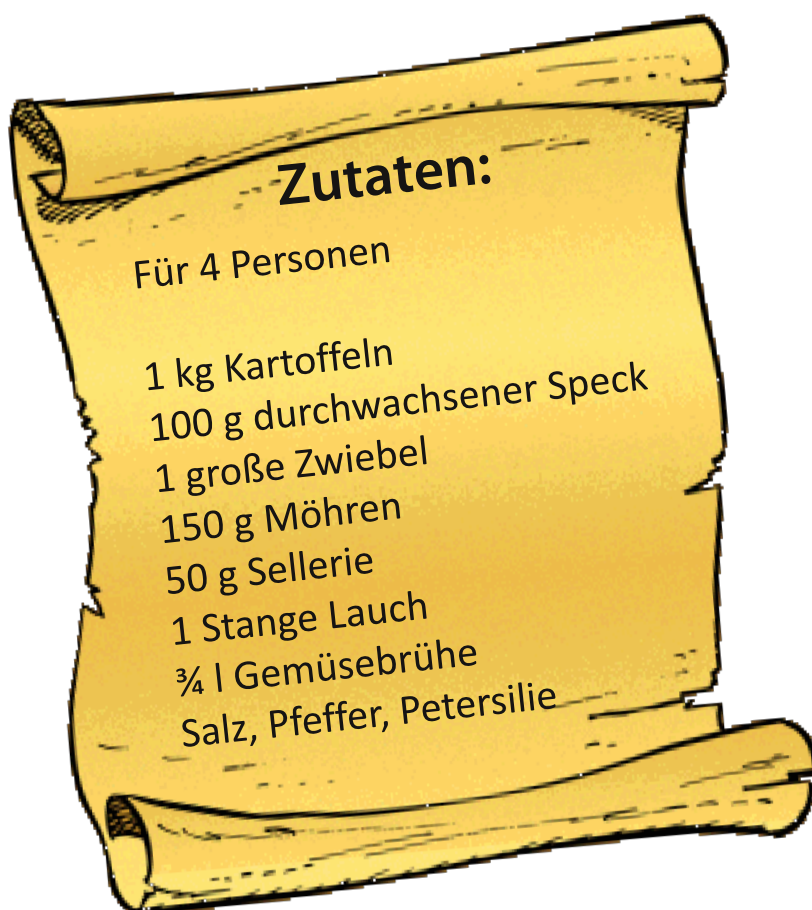 Zutaten:
Für 4 Personen
1 kg Kartoffeln
100 g durchwachsener Speck
1 große Zwiebel
150 g Möhren
50 g Sellerie
1 Stange Lauch
¾ l Gemüsebrühe
Salz, Pfeffer, Petersilie